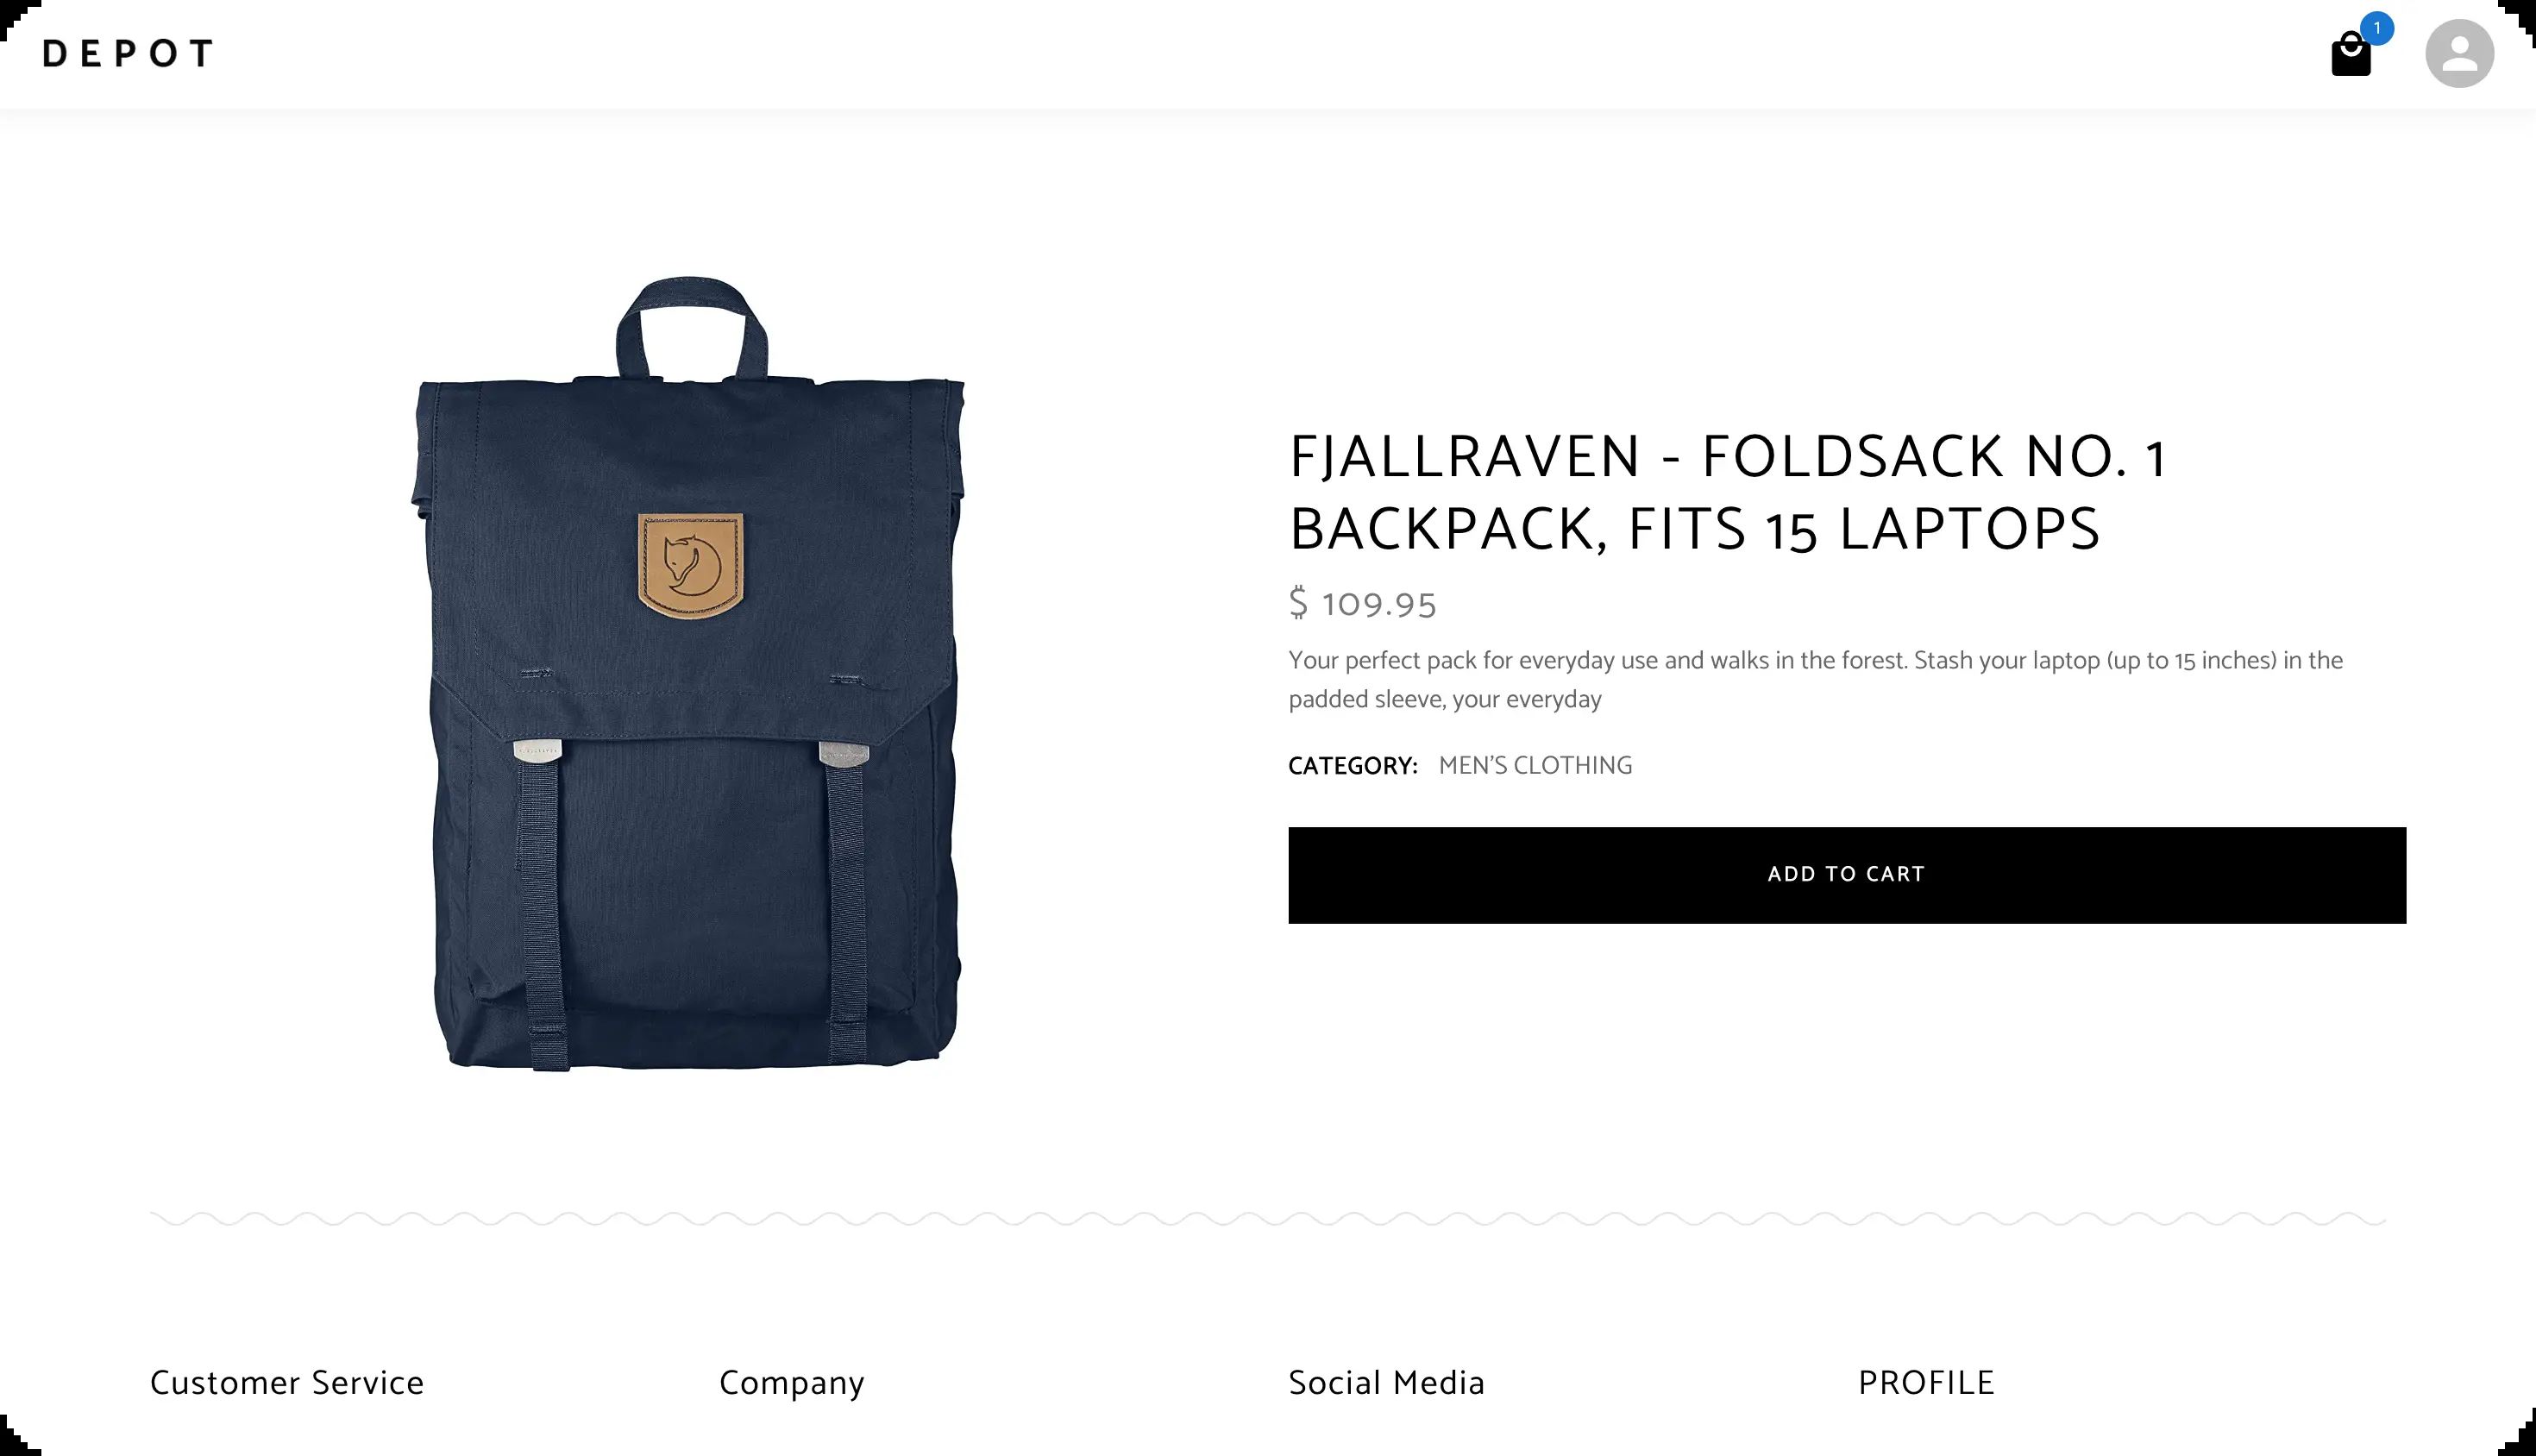 DEPOT
1
FJALLRAVEN - FOLDSACK NO. 1
BACKPACK, FITS 15 LAPTOPS
$ 109.95
Your perfect pack for everyday use and walks in the forest. Stash your laptop (up to 15 inches) in the
padded sleeve, your everyday
CATEGORY: MEN'S CLOTHING
ADD TO CART
Customer Service
Company
Social Media
PROFILE